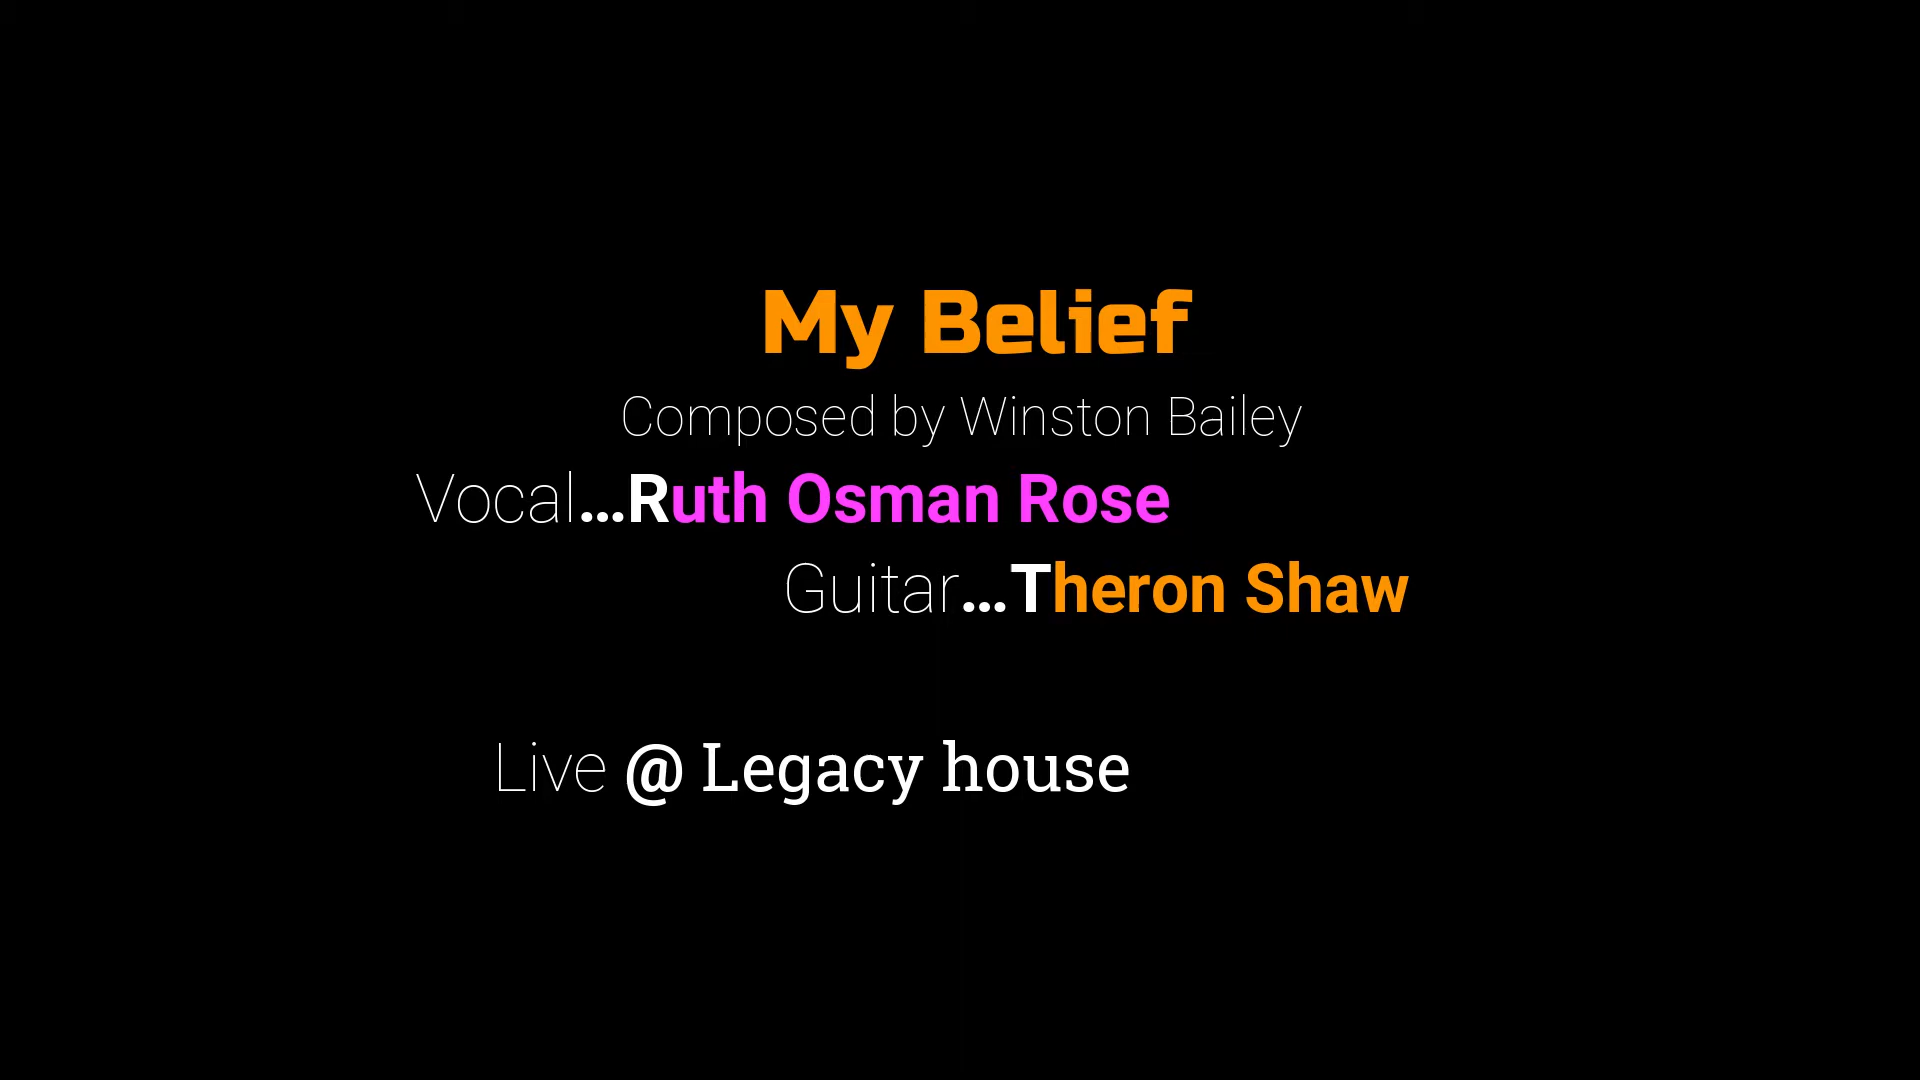 My Belief
Composed by Winston Bailey
Vocal...Ruth Osman Rose
Guitar...Theron Shaw
Live @ Legacy house